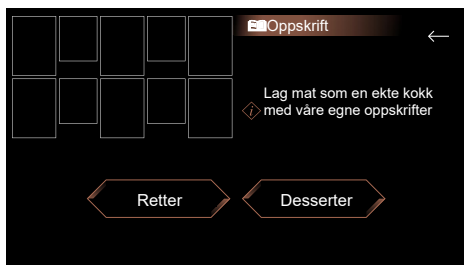 Oppskrift
Lag mat som en ekte kokk
med våre egne oppskrifter
Retter
Desserter